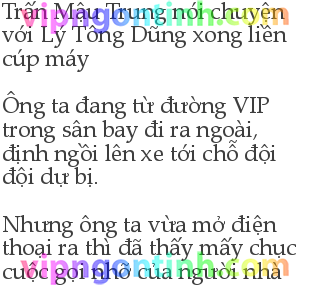 Trấn Mậu Trung nói chuyện
với Lý Tông Dũng xong liền
cúp máy
Ông ta đang từ đường VIP
trong sân bay đi ra ngoài,
định ngồi lên xe tới chỗ đội
đội dự bị.
Nhưng ông ta vừa mở điện
thoại ra thì đã thấy mấy chục
cuộc gọi nhỡ của người nhà
vipngontinh.com
vipngontinh.com